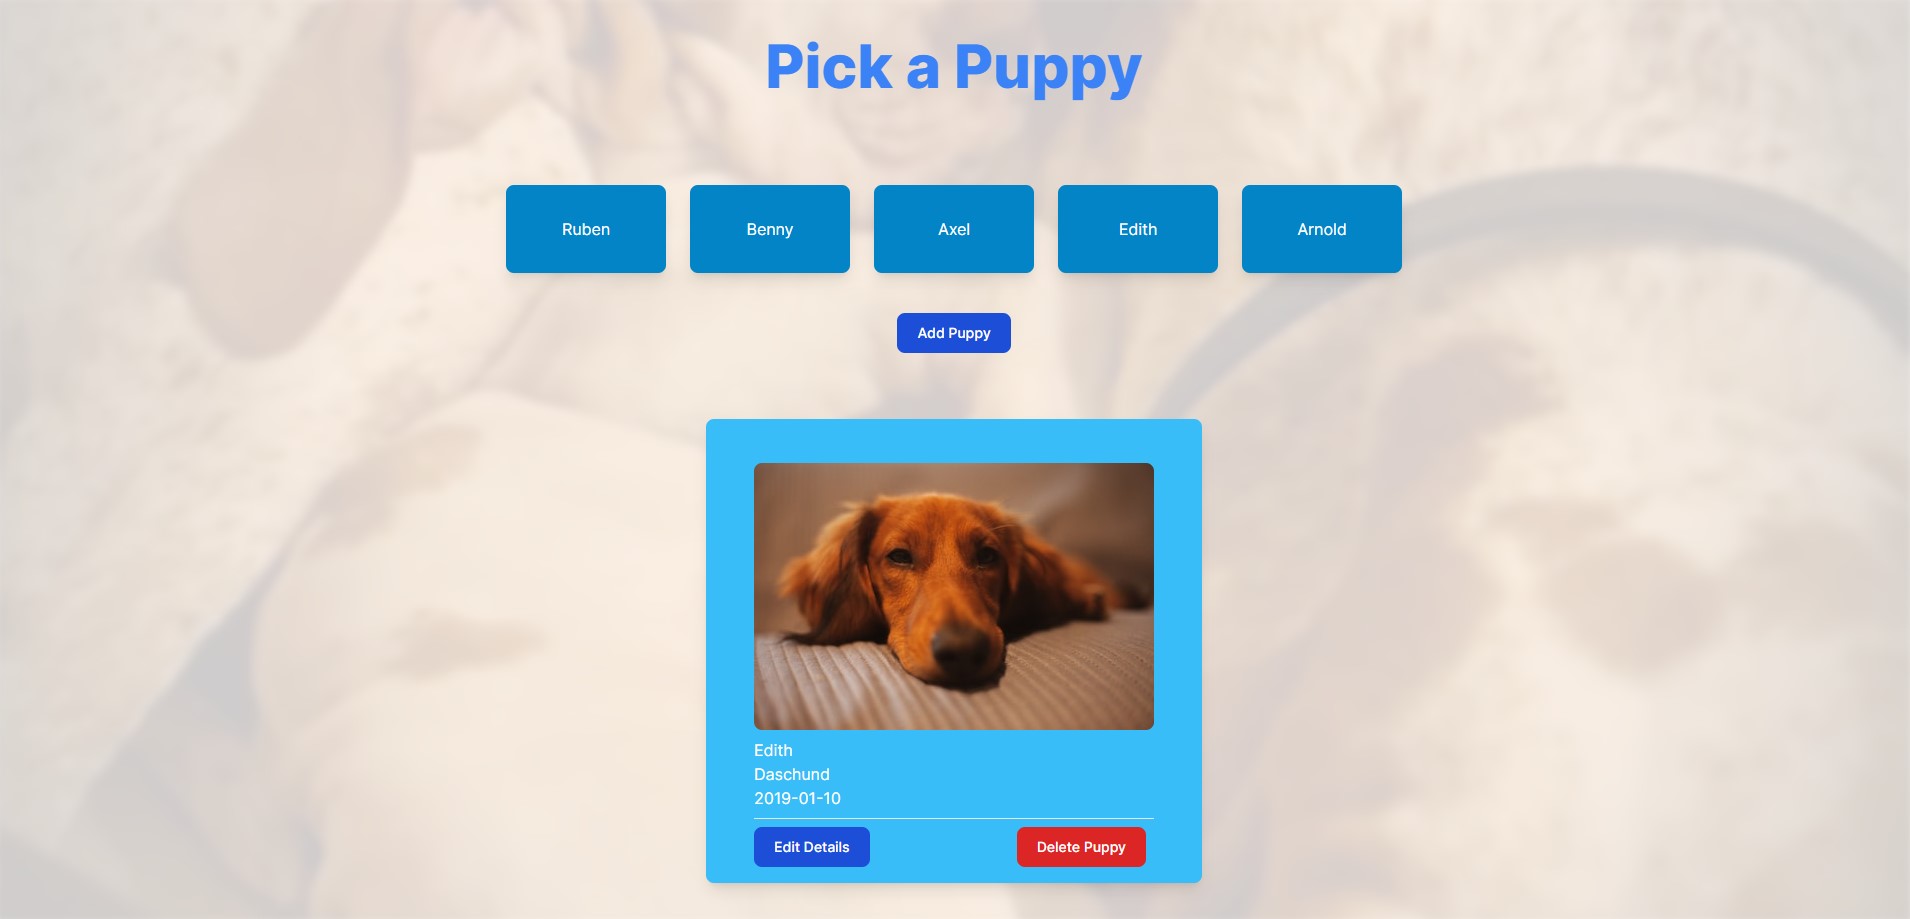 Pick a Puppy
Ruben
Benny
Axel
Edith
Arnold
Add Puppy
Edith
Daschund
2019-01-10
Edit Details
Delete Puppy